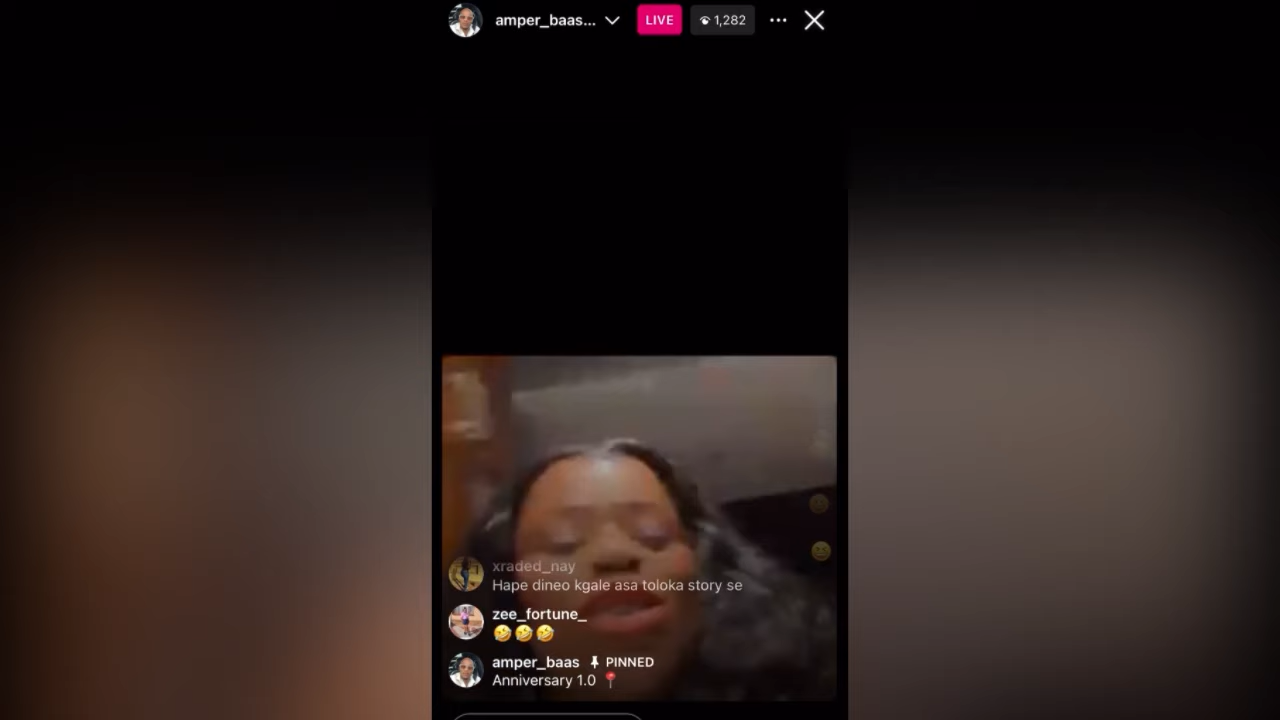 amper_baas...
LIVE
1,282
xraded_nay
Hape dineo kgale asa toloka story se
zee_fortune_
🤣🤣🤣
amper_baas PINNED
Anniversary 1.0 📍